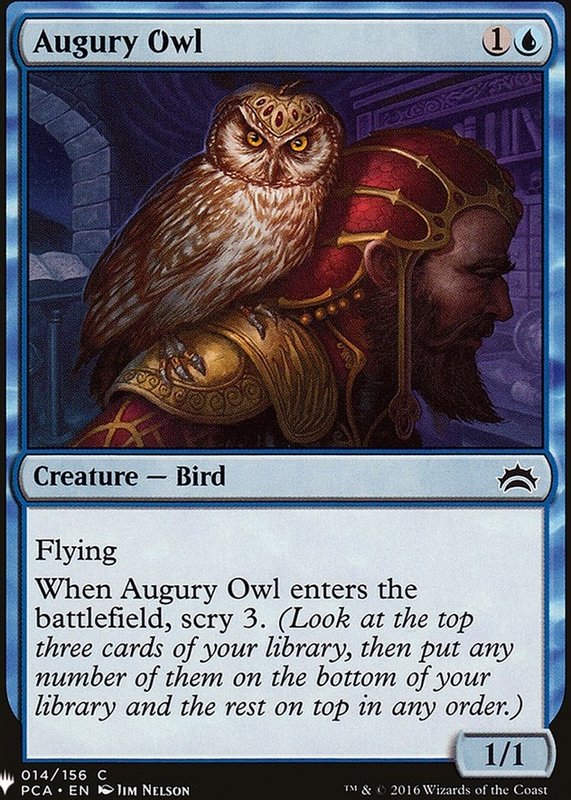 Augury Owl 1
Creature — Bird
Flying
When Augury Owl enters the
battlefield, scry 3. (Look at the top
three cards of your library, then put any
number of them on the bottom of your
library and the rest on top in any order.)
1/1
014/156 C
PCA • EN Jim Nelson
™ & © 2016 Wizards of the Coast